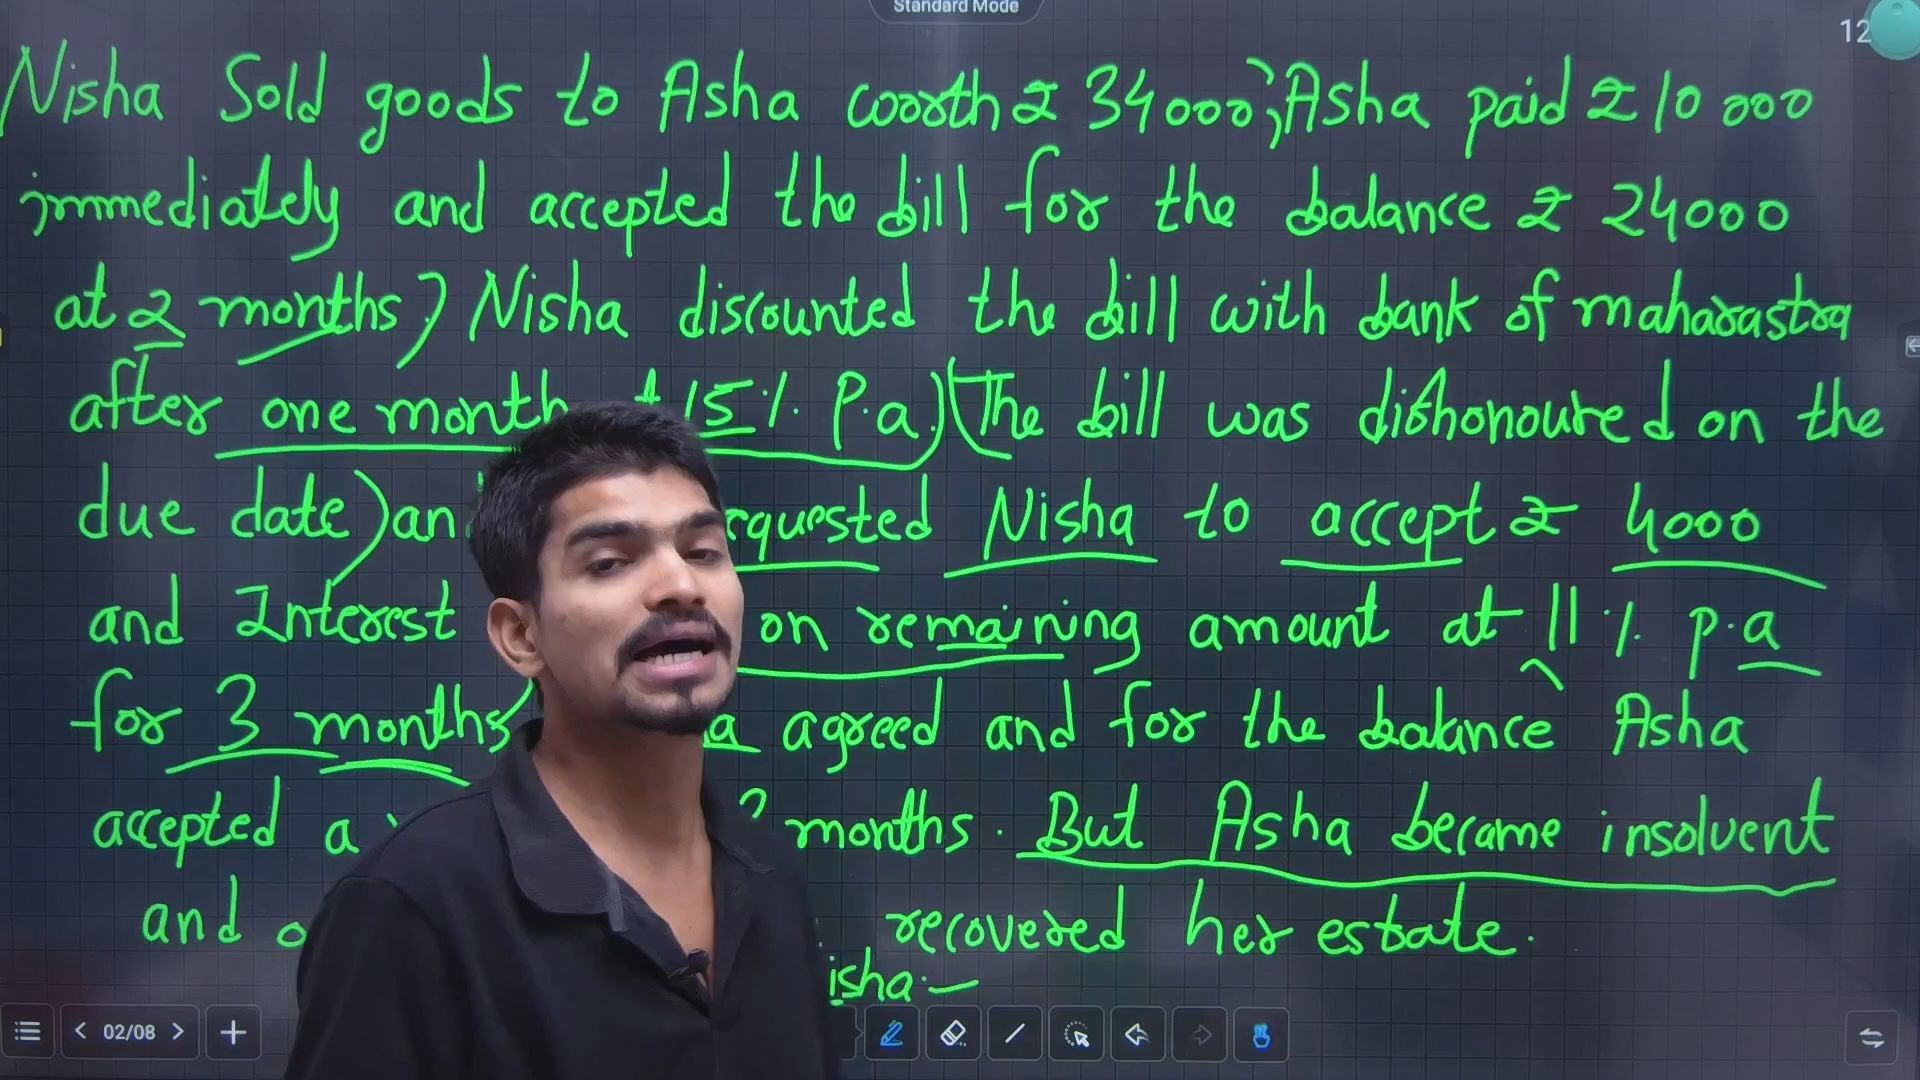 Standard Mode
12
Nisha Sold goods to Asha worth ₹ 34000; Asha paid ₹ 10 000
immediately and accepted the bill for the balance ₹ 24000
at 2 months) Nisha discounted the bill with bank of maharastra
after one month 15 % P.a.) (The bill was dishonoured on the
due date) Nisha to accept ₹ 4000
and Interest on remaining amount at 11 % p.a
for 3 months agreed and for the balance Asha
accepted a months. But Asha became insolvent
and recovered her estate.
isha:-
02/08